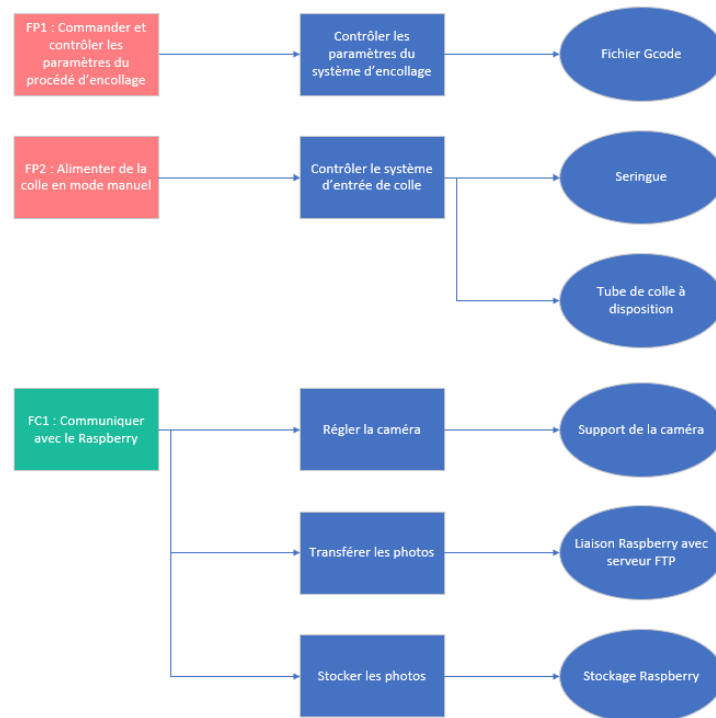 FP1 : Commander et
contrôler les
paramètres du
procédé d'encollage
Contrôler les
paramètres du
système d'encollage
Fichier Gcode
FP2 : Alimenter de la
colle en mode manuel
Contrôler le système
d'entrée de colle
Seringue
Tube de colle à
disposition
FC1 : Communiquer
avec le Raspberry
Régler la caméra
Support de la caméra
Transférer les photos
Liaison Raspberry avec
serveur FTP
Stocker les photos
Stockage Raspberry